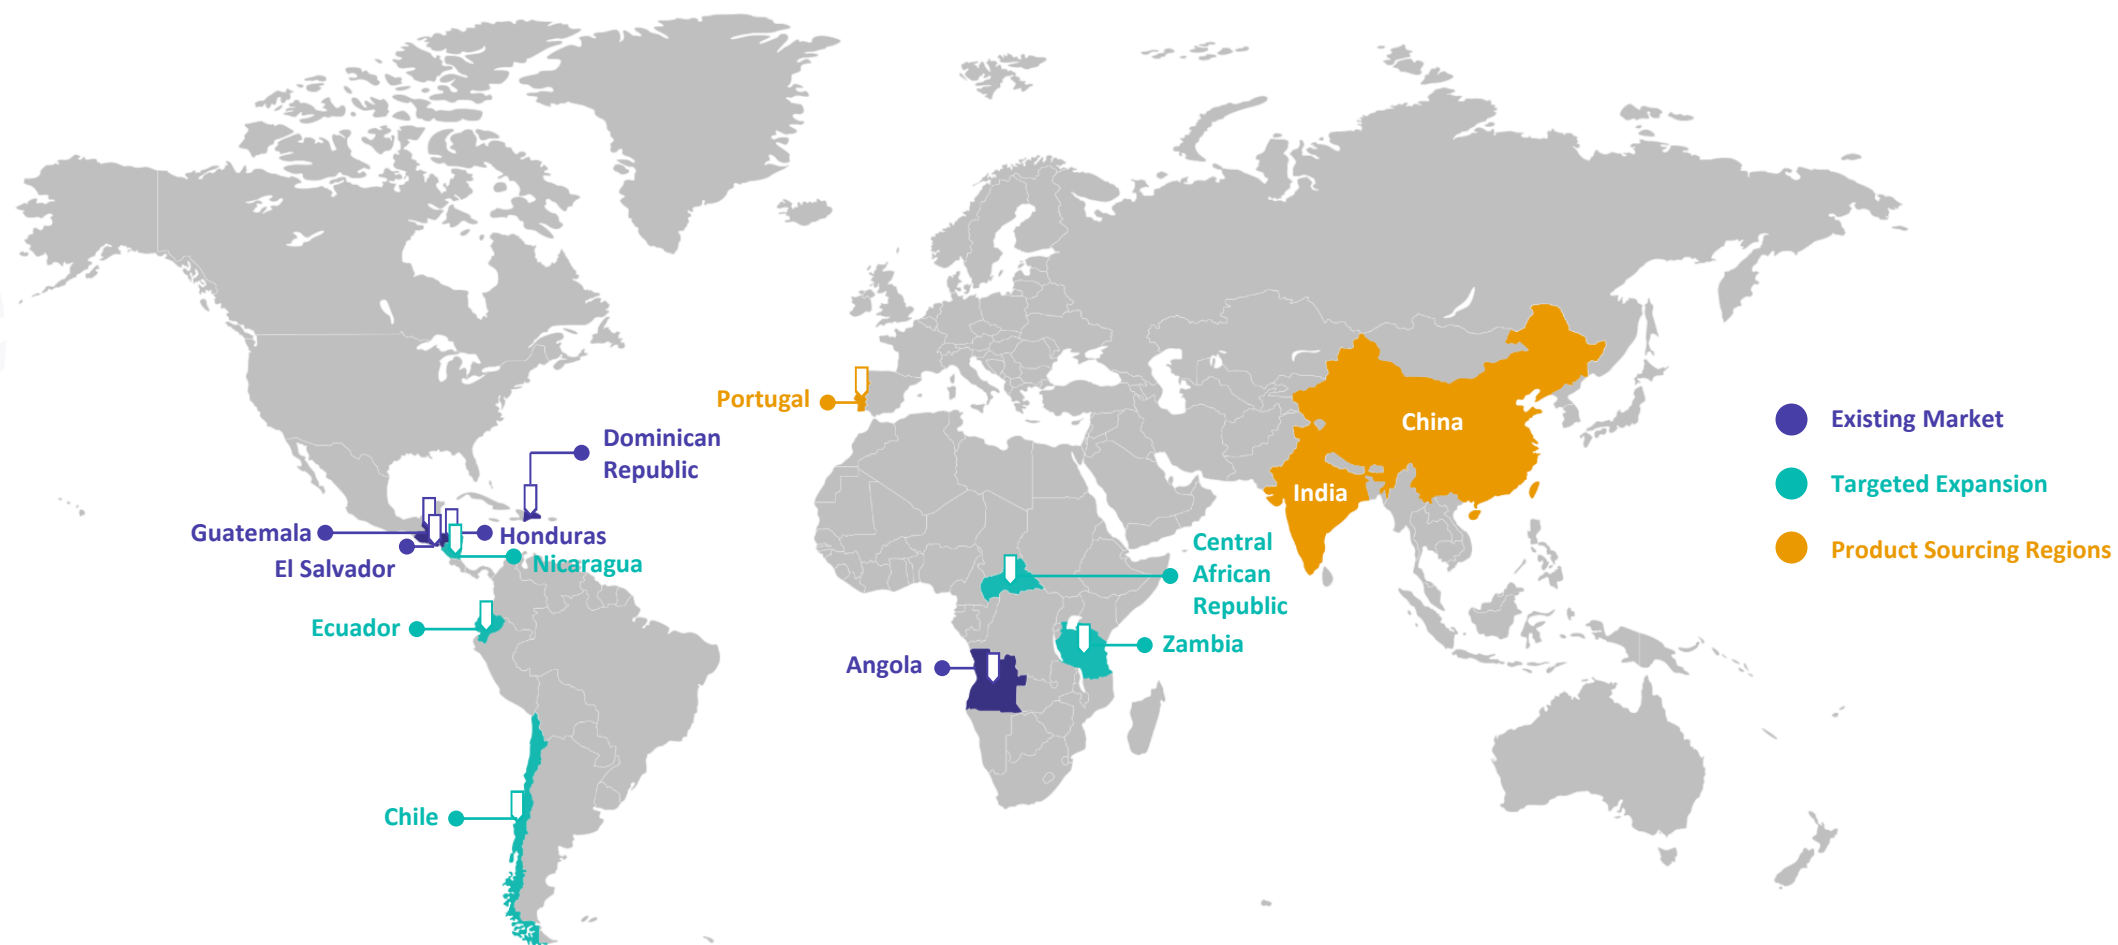 Portugal
China
India
Dominican
Republic
Guatemala
Honduras
El Salvador
Nicaragua
Ecuador
Chile
Central
African
Republic
Zambia
Angola
Existing Market
Targeted Expansion
Product Sourcing Regions